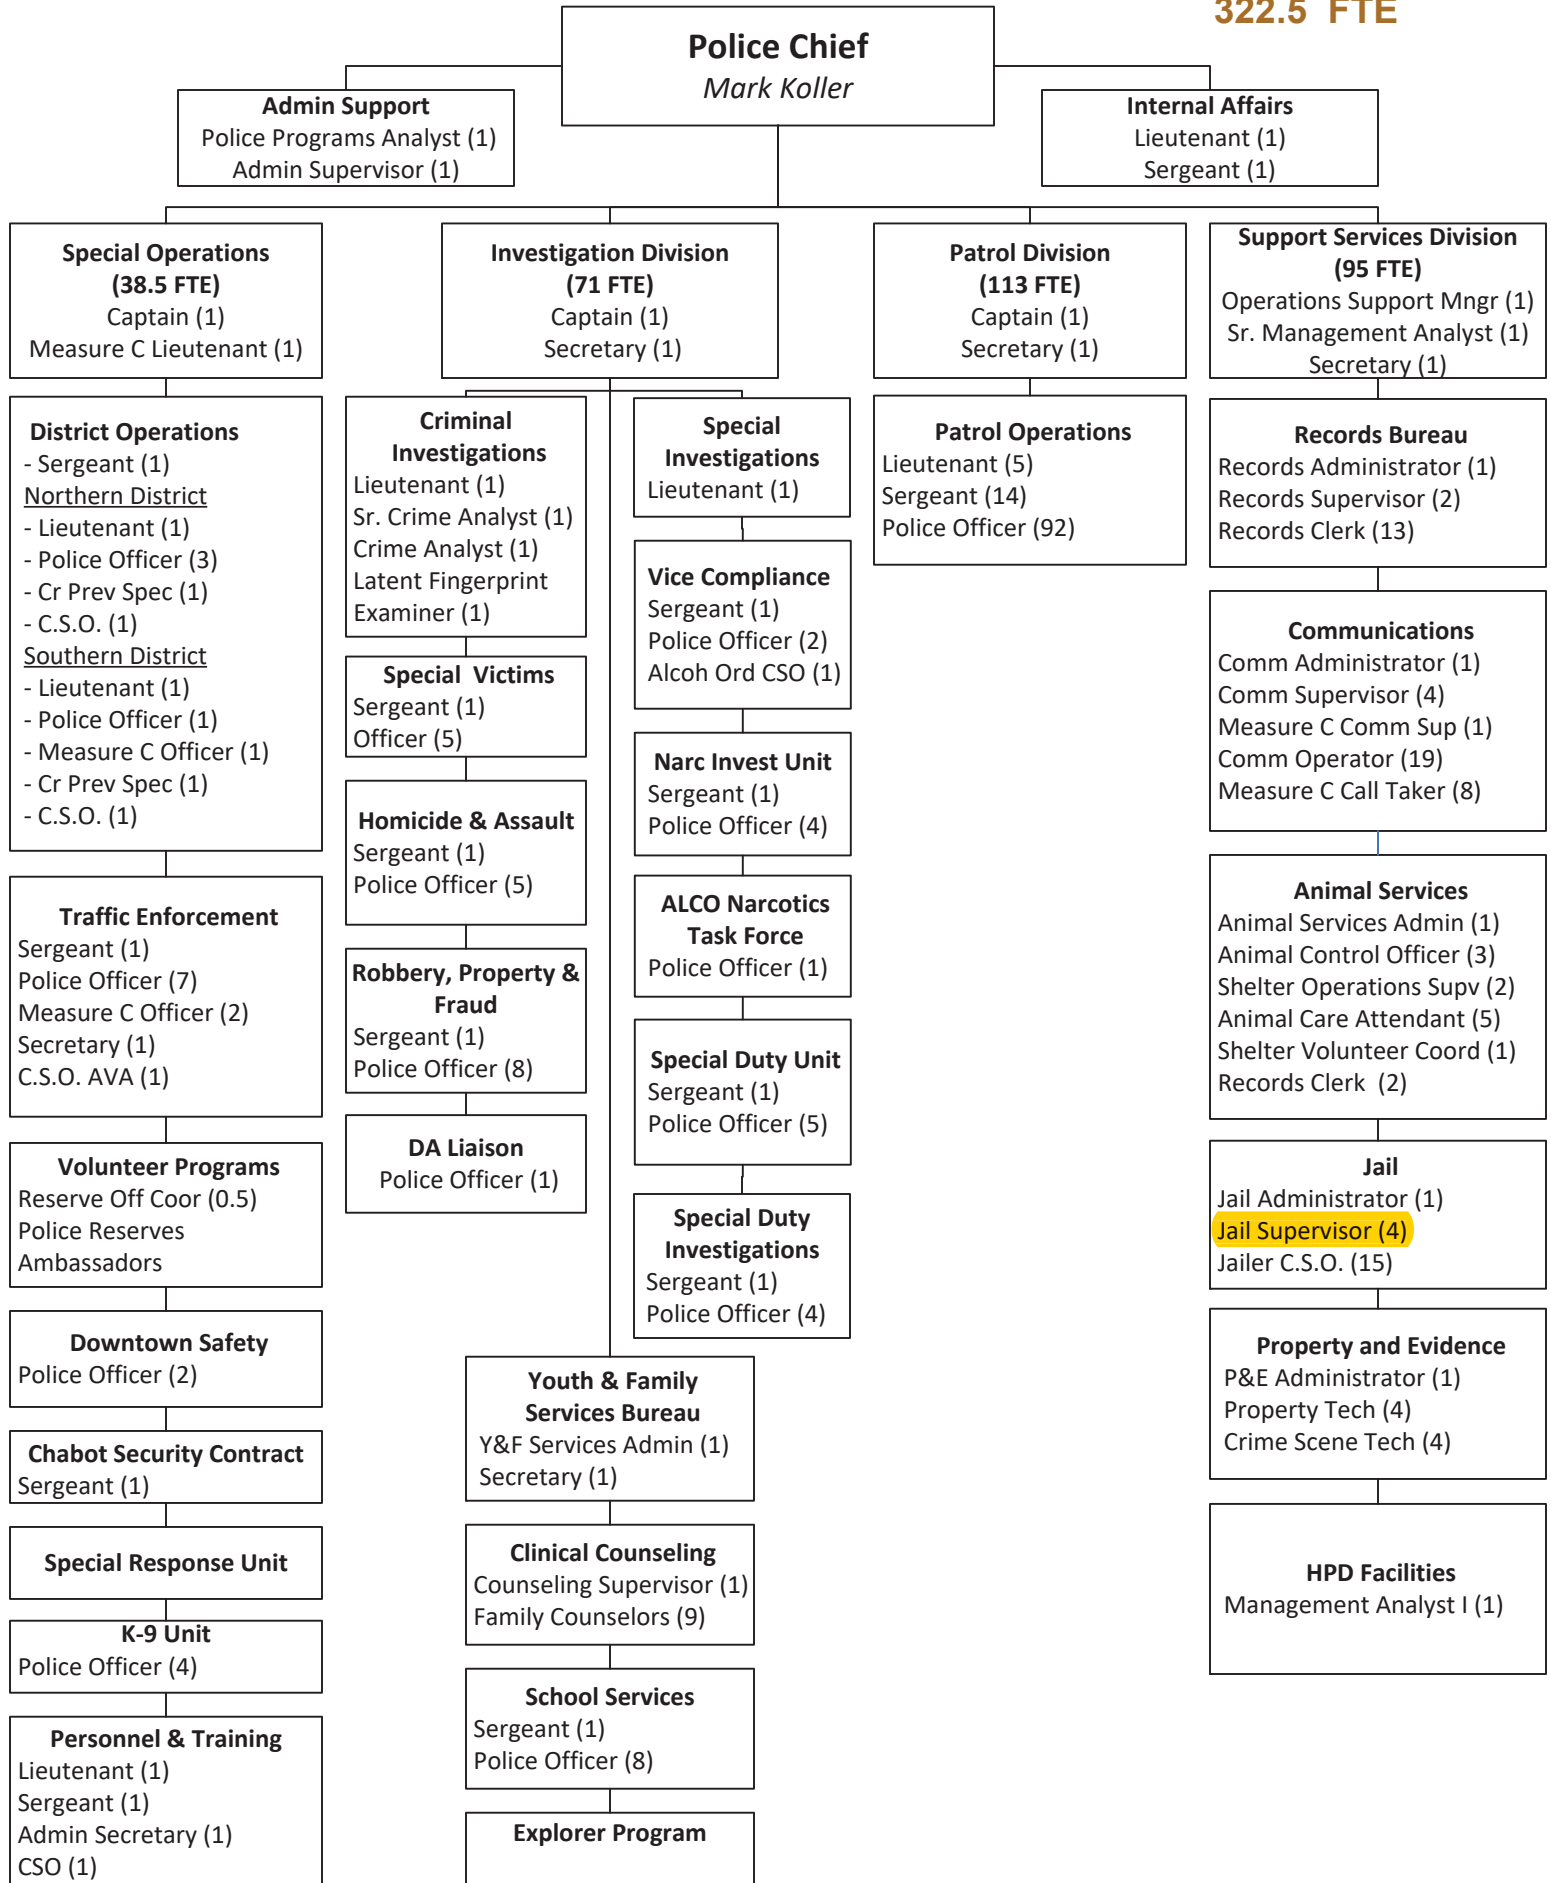 322.5 FTE
Police Chief
Mark Koller
Admin Support
Police Programs Analyst (1)
Admin Supervisor (1)
Internal Affairs
Lieutenant (1)
Sergeant (1)
Special Operations
(38.5 FTE)
Captain (1)
Measure C Lieutenant (1)
District Operations
- Sergeant (1)
Northern District
- Lieutenant (1)
- Police Officer (3)
- Cr Prev Spec (1)
- C.S.O. (1)
Southern District
- Lieutenant (1)
- Police Officer (1)
- Measure C Officer (1)
- Cr Prev Spec (1)
- C.S.O. (1)
Traffic Enforcement
Sergeant (1)
Police Officer (7)
Measure C Officer (2)
Secretary (1)
C.S.O. AVA (1)
Volunteer Programs
Reserve Off Coor (0.5)
Police Reserves
Ambassadors
Downtown Safety
Police Officer (2)
Chabot Security Contract
Sergeant (1)
Special Response Unit
K-9 Unit
Police Officer (4)
Personnel & Training
Lieutenant (1)
Sergeant (1)
Admin Secretary (1)
CSO (1)
Investigation Division
(71 FTE)
Captain (1)
Secretary (1)
Criminal
Investigations
Lieutenant (1)
Sr. Crime Analyst (1)
Crime Analyst (1)
Latent Fingerprint
Examiner (1)
Special Victims
Sergeant (1)
Officer (5)
Homicide & Assault
Sergeant (1)
Police Officer (5)
Robbery, Property &
Fraud
Sergeant (1)
Police Officer (8)
DA Liaison
Police Officer (1)
Special
Investigations
Lieutenant (1)
Vice Compliance
Sergeant (1)
Police Officer (2)
Alcoh Ord CSO (1)
Narc Invest Unit
Sergeant (1)
Police Officer (4)
ALCO Narcotics
Task Force
Police Officer (1)
Special Duty Unit
Sergeant (1)
Police Officer (5)
Special Duty
Investigations
Sergeant (1)
Police Officer (4)
Youth & Family
Services Bureau
Y&F Services Admin (1)
Secretary (1)
Clinical Counseling
Counseling Supervisor (1)
Family Counselors (9)
School Services
Sergeant (1)
Police Officer (8)
Explorer Program
Patrol Division
(113 FTE)
Captain (1)
Secretary (1)
Patrol Operations
Lieutenant (5)
Sergeant (14)
Police Officer (92)
Support Services Division
(95 FTE)
Operations Support Mngr (1)
Sr. Management Analyst (1)
Secretary (1)
Records Bureau
Records Administrator (1)
Records Supervisor (2)
Records Clerk (13)
Communications
Comm Administrator (1)
Comm Supervisor (4)
Measure C Comm Sup (1)
Comm Operator (19)
Measure C Call Taker (8)
Animal Services
Animal Services Admin (1)
Animal Control Officer (3)
Shelter Operations Supv (2)
Animal Care Attendant (5)
Shelter Volunteer Coord (1)
Records Clerk (2)
Jail
Jail Administrator (1)
Jail Supervisor (4)
Jailer C.S.O. (15)
Property and Evidence
P&E Administrator (1)
Property Tech (4)
Crime Scene Tech (4)
HPD Facilities
Management Analyst I (1)